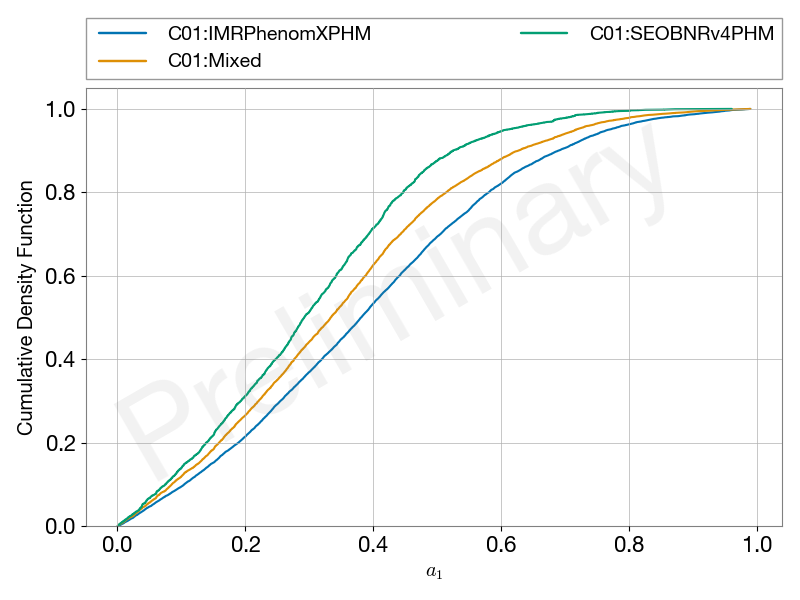 C01:IMRPhenomXPHM
C01:Mixed
C01:SEOBNRv4PHM
1.0
0.8
0.6
0.4
0.2
0.0
Cumulative Density Function
Preliminary
0.0 0.2 0.4 0.6 0.8 1.0
a₁